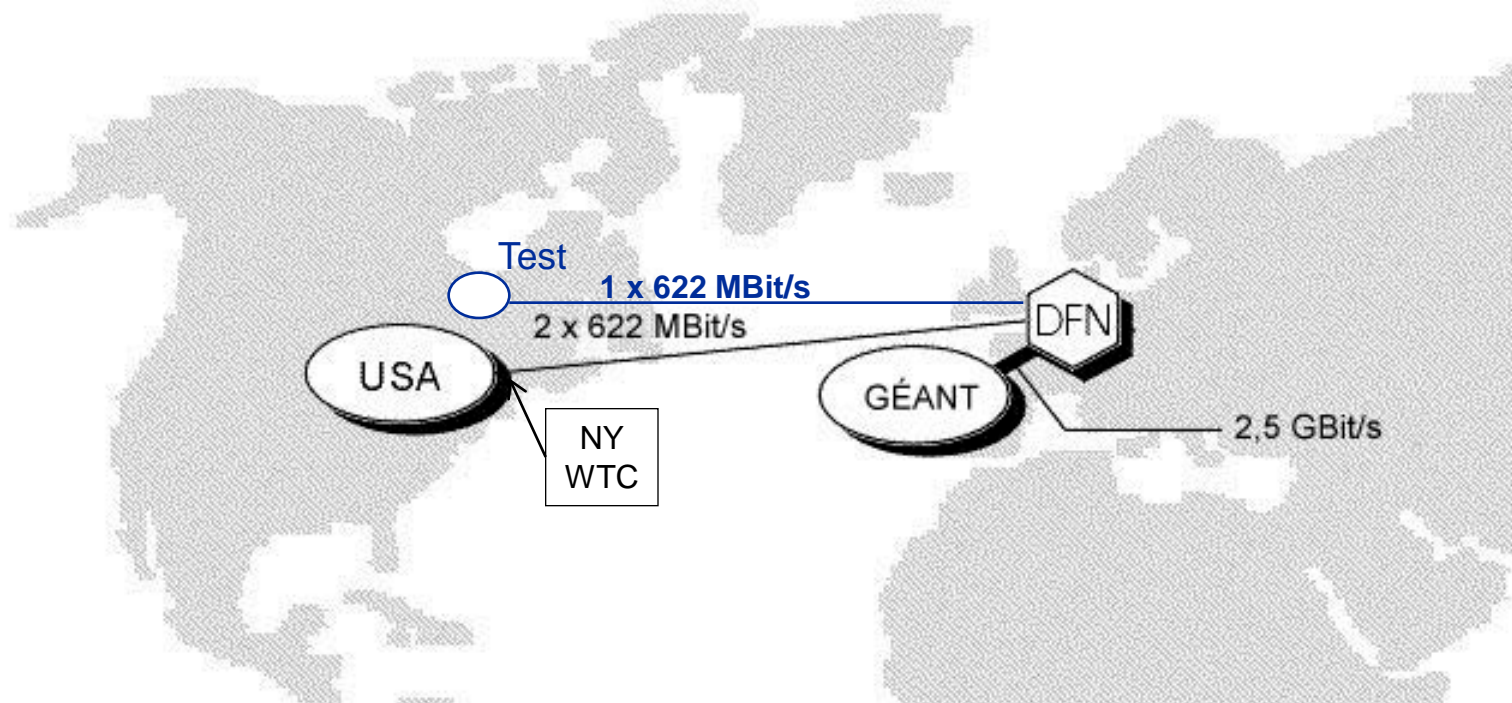 Test
1 x 622 MBit/s
2 x 622 MBit/s
DFN
USA
GÉANT
2,5 GBit/s
NY
WTC